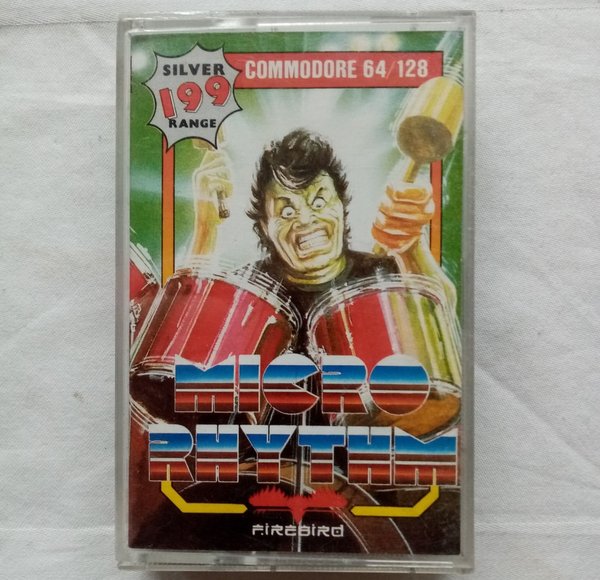 SILVER
199
RANGE
COMMODORE 64/128
MICRO
RHYTHM
FIREBIRD